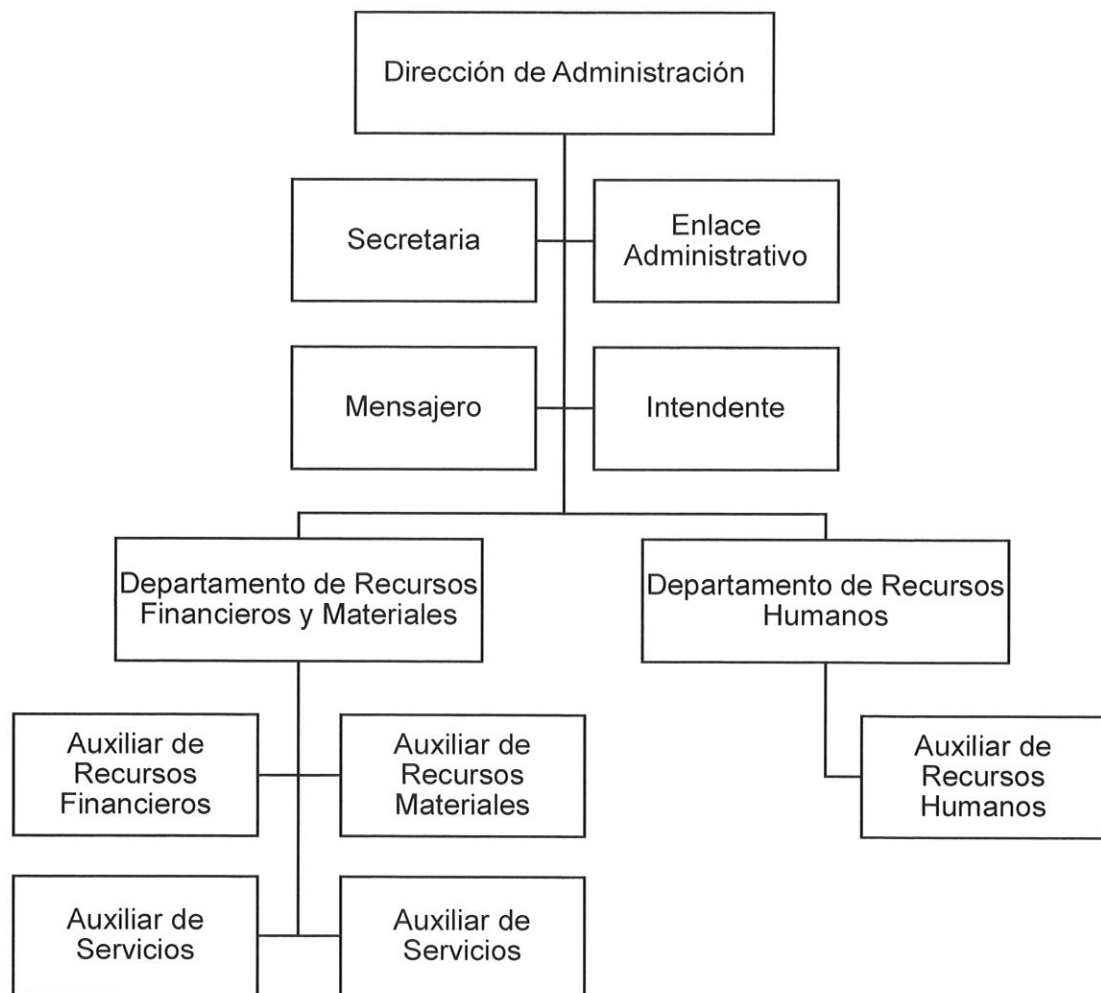 Dirección de Administración
Secretaria
Enlace
Administrativo
Mensajero
Intendente
Departamento de Recursos
Financieros y Materiales
Departamento de Recursos
Humanos
Auxiliar de
Recursos
Financieros
Auxiliar de
Recursos
Materiales
Auxiliar de
Recursos
Humanos
Auxiliar de
Servicios
Auxiliar de
Servicios